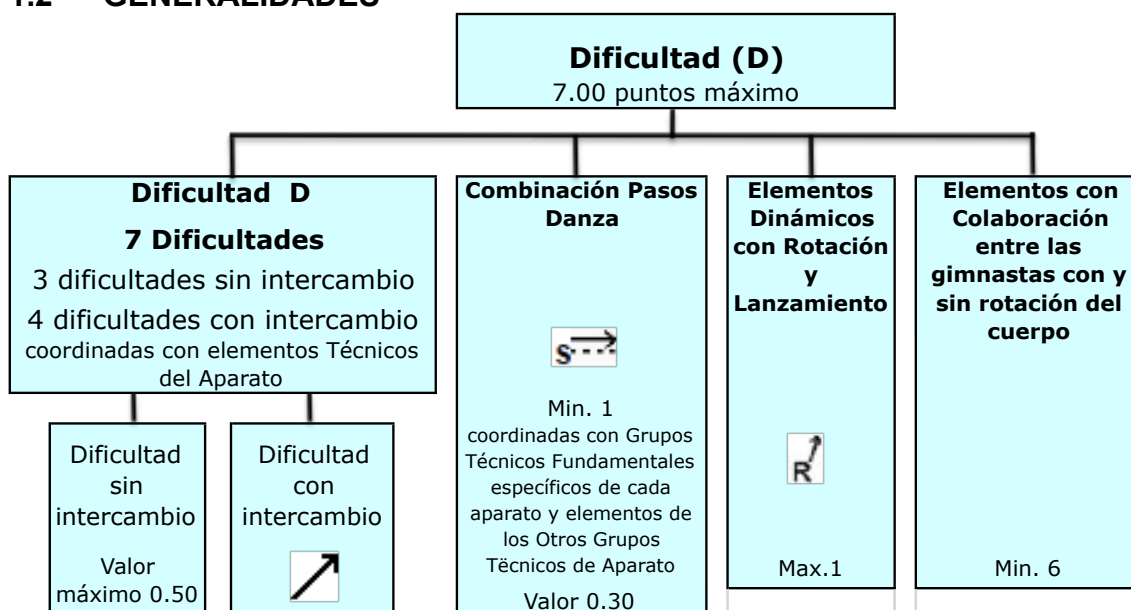 1.2 GENERALIDADES
Dificultad (D)
7.00 puntos máximo
Dificultad D
7 Dificultades
3 dificultades sin intercambio
4 dificultades con intercambio
coordinadas con elementos Técnicos
del Aparato
Dificultad
sin
intercambio
Valor
máximo 0.50
Dificultad
con
intercambio
Combinación Pasos
Danza
S
Min. 1
coordinadas con Grupos
Técnicos Fundamentales
específicos de cada
aparato y elementos de
los Otros Grupos
Tëcnicos de Aparato
Valor 0.30
Elementos
Dinámicos
con Rotación
y
Lanzamiento
R
Max.1
Elementos con
Colaboración
entre las
gimnastas con y
sin rotación del
cuerpo
Min. 6